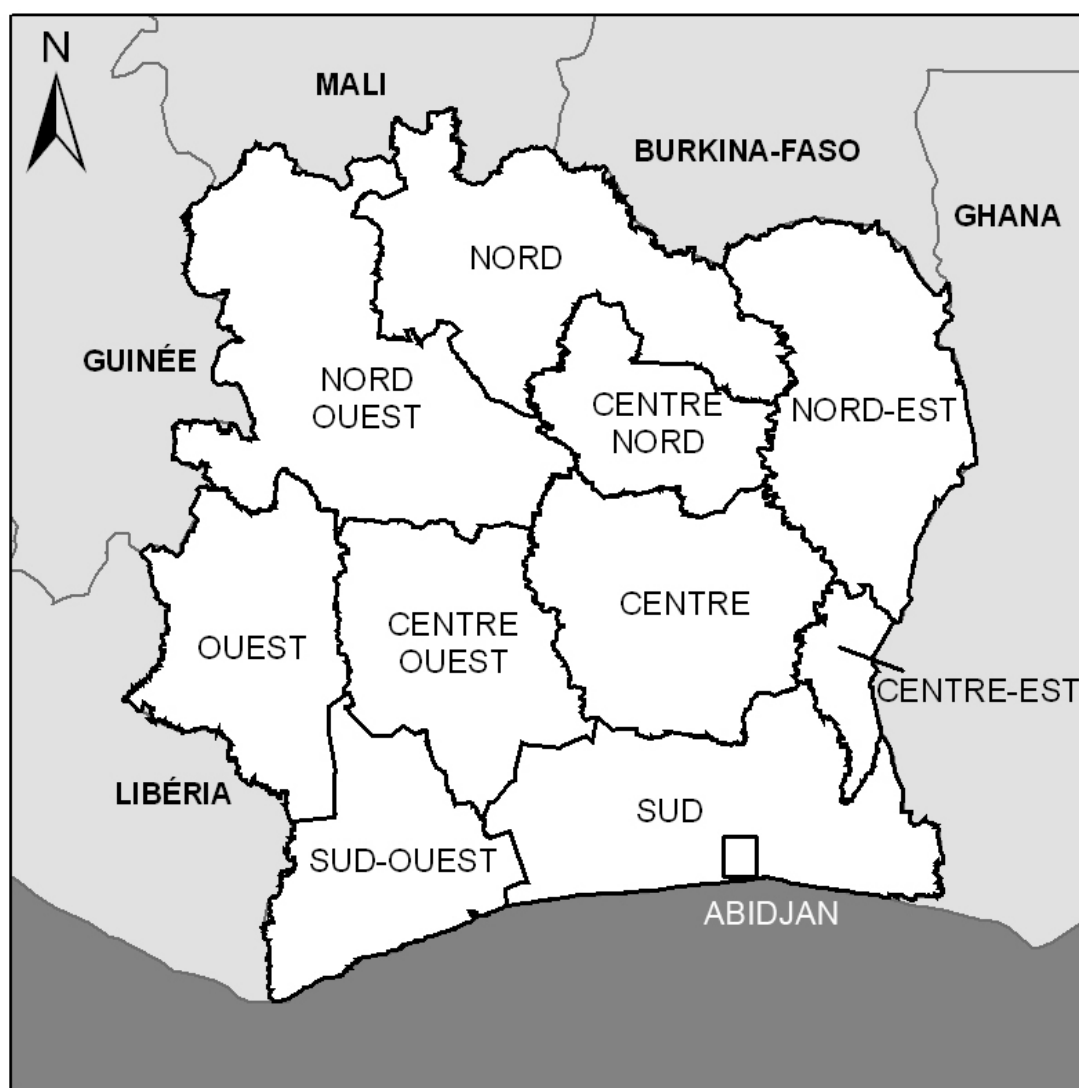 N
MALI
BURKINA-FASO
GHANA
NORD
GUINÉE
NORD
OUEST
CENTRE
NORD
NORD-EST
CENTRE
OUEST
CENTRE
OUEST
CENTRE-EST
LIBÉRIA
SUD
SUD-OUEST
ABIDJAN